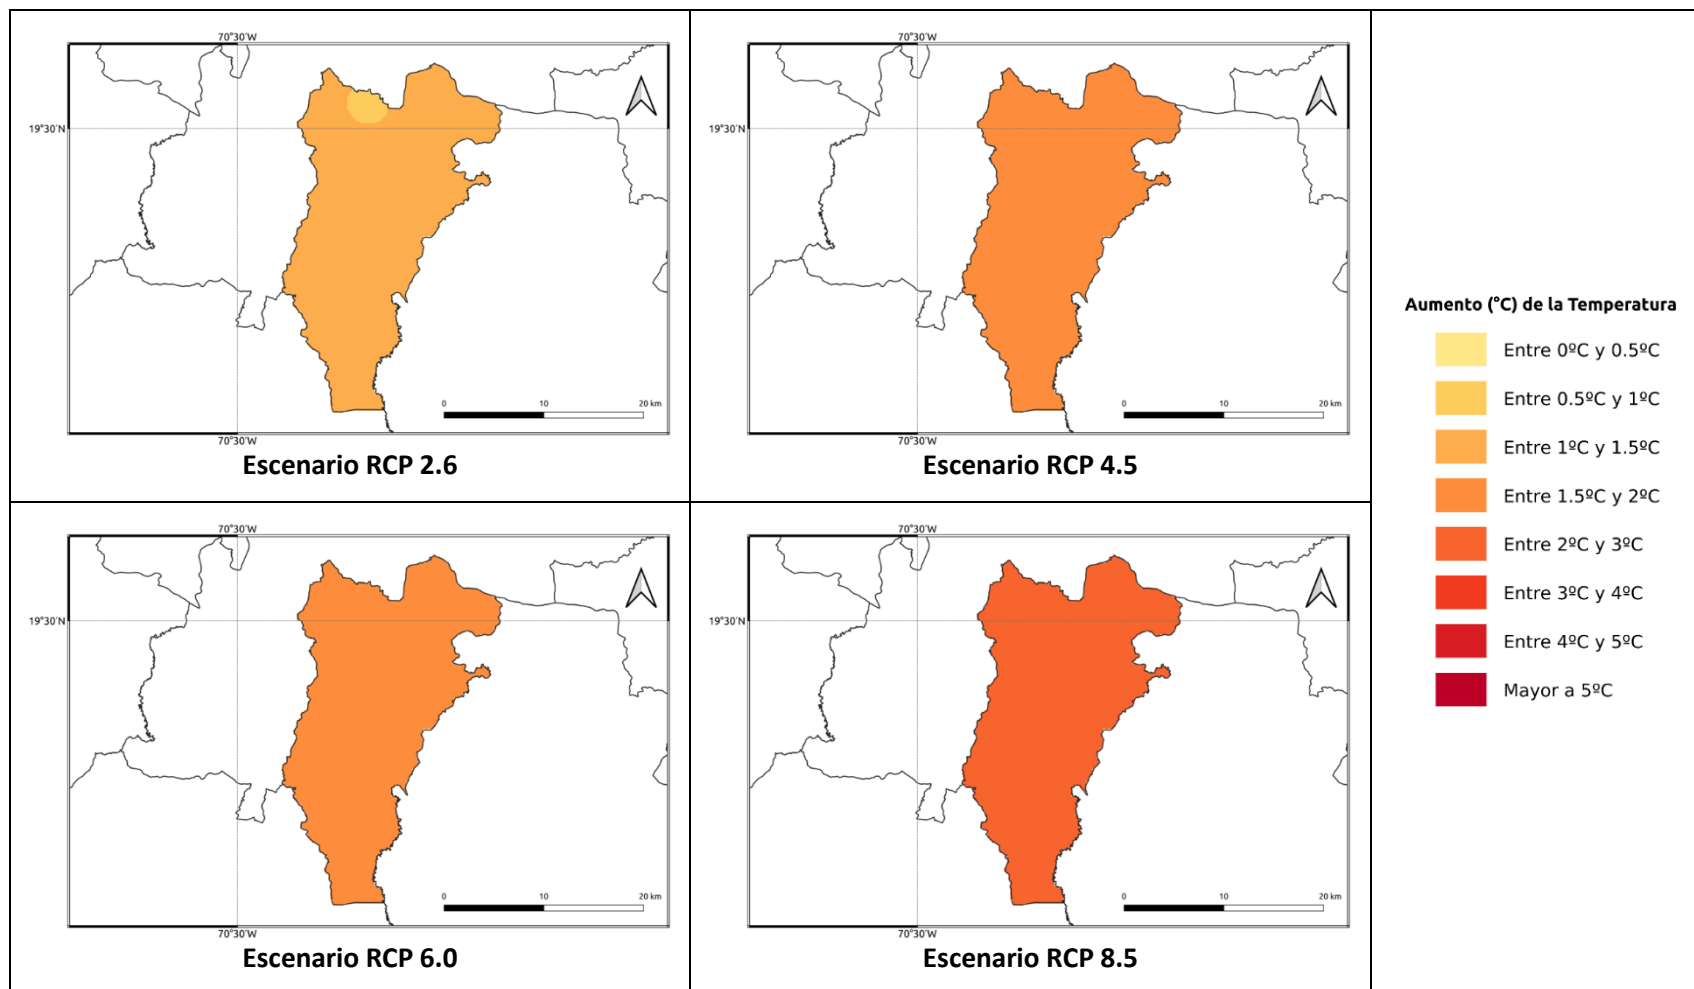 70°30'W
19°30'N
0 10 20 km
70°30'W
Escenario RCP 2.6
70°30'W
19°30'N
0 10 20 km
70°30'W
Escenario RCP 4.5
70°30'W
19°30'N
0 10 20 km
70°30'W
Escenario RCP 6.0
70°30'W
19°30'N
0 10 20 km
70°30'W
Escenario RCP 8.5
Aumento (°C) de la Temperatura
Entre 0ºC y 0.5ºC
Entre 0.5ºC y 1ºC
Entre 1ºC y 1.5ºC
Entre 1.5ºC y 2ºC
Entre 2ºC y 3ºC
Entre 3ºC y 4ºC
Entre 4ºC y 5ºC
Mayor a 5ºC